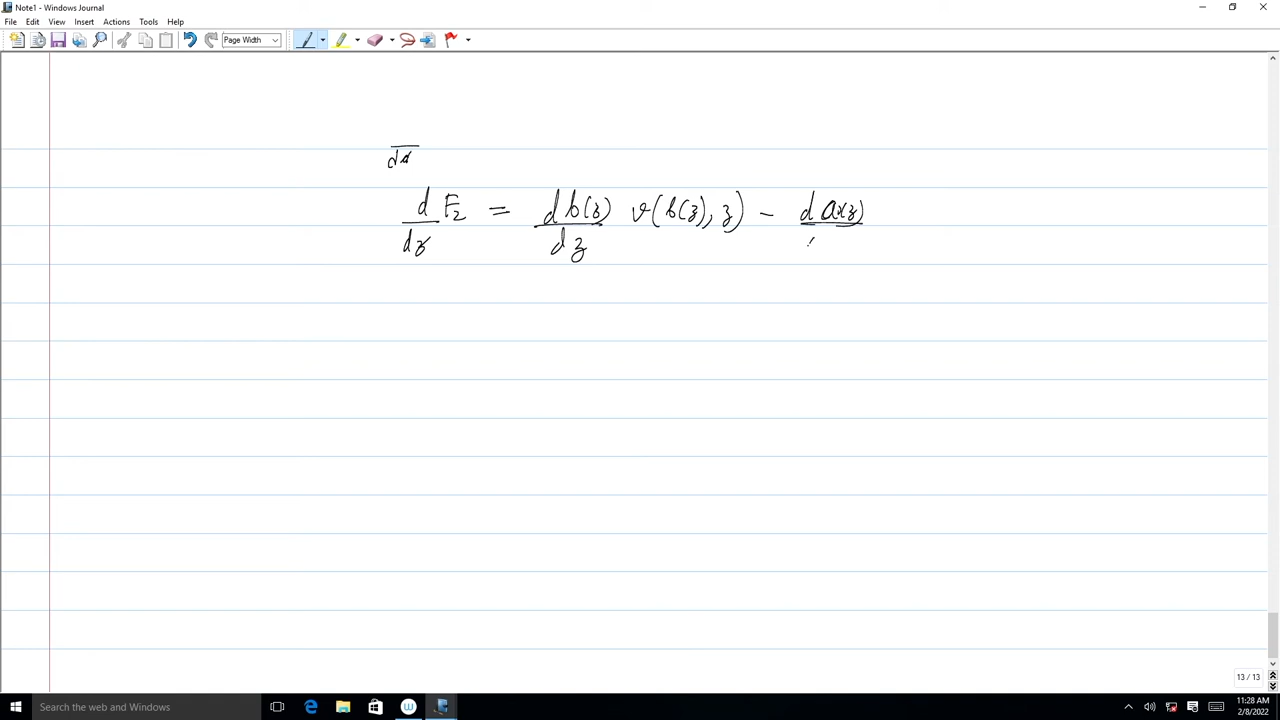 Note1 - Windows Journal
File Edit View Insert Actions Tools Help
Page Width
d
d/dz F₂ = d b(z)/dz v(b(z), z) - d a(z)
13 / 13
Search the web and Windows
11:28 AM
2/8/2022